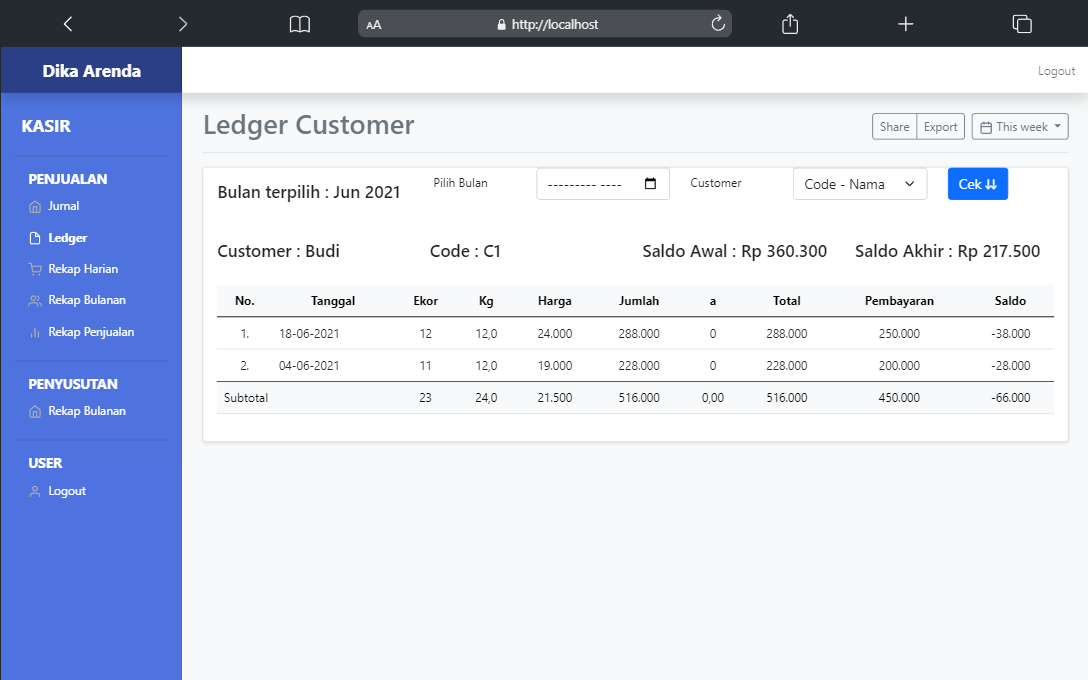 AA http://localhost
Dika Arenda
Logout
KASIR
PENJUALAN
Jurnal
Ledger
Rekap Harian
Rekap Bulanan
Rekap Penjualan
PENYUSUTAN
Rekap Bulanan
USER
Logout
Ledger Customer
Share Export This week
Bulan terpilih : Jun 2021 Pilih Bulan --------- ---- Customer Code - Nama Cek
Customer : Budi Code : C1 Saldo Awal : Rp 360.300 Saldo Akhir : Rp 217.500
No. Tanggal Ekor Kg Harga Jumlah a Total Pembayaran Saldo
1. 18-06-2021 12 12,0 24.000 288.000 0 288.000 250.000 -38.000
2. 04-06-2021 11 12,0 19.000 228.000 0 228.000 200.000 -28.000
Subtotal 23 24,0 21.500 516.000 0,00 516.000 450.000 -66.000